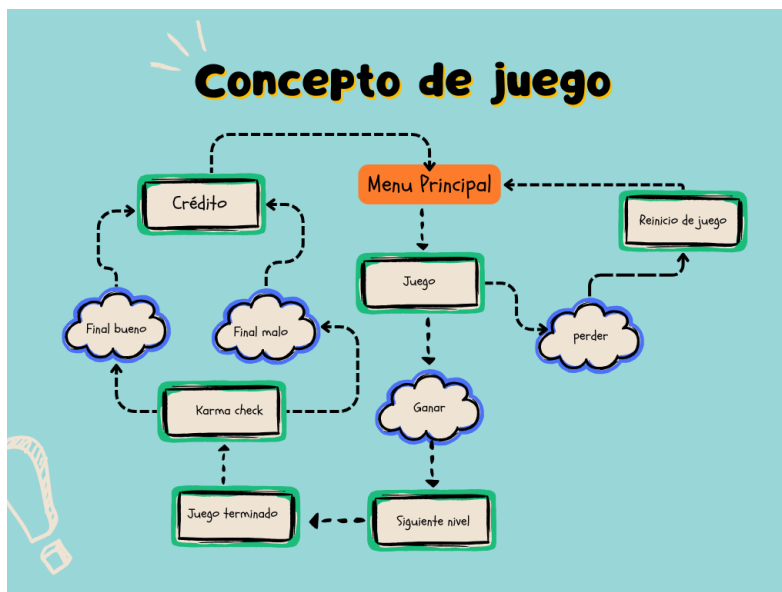 Concepto de juego
Menu Principal
Crédito
Reinicio de juego
Juego
Final bueno
Final malo
perder
Karma check
Ganar
Juego terminado
Siguiente nivel